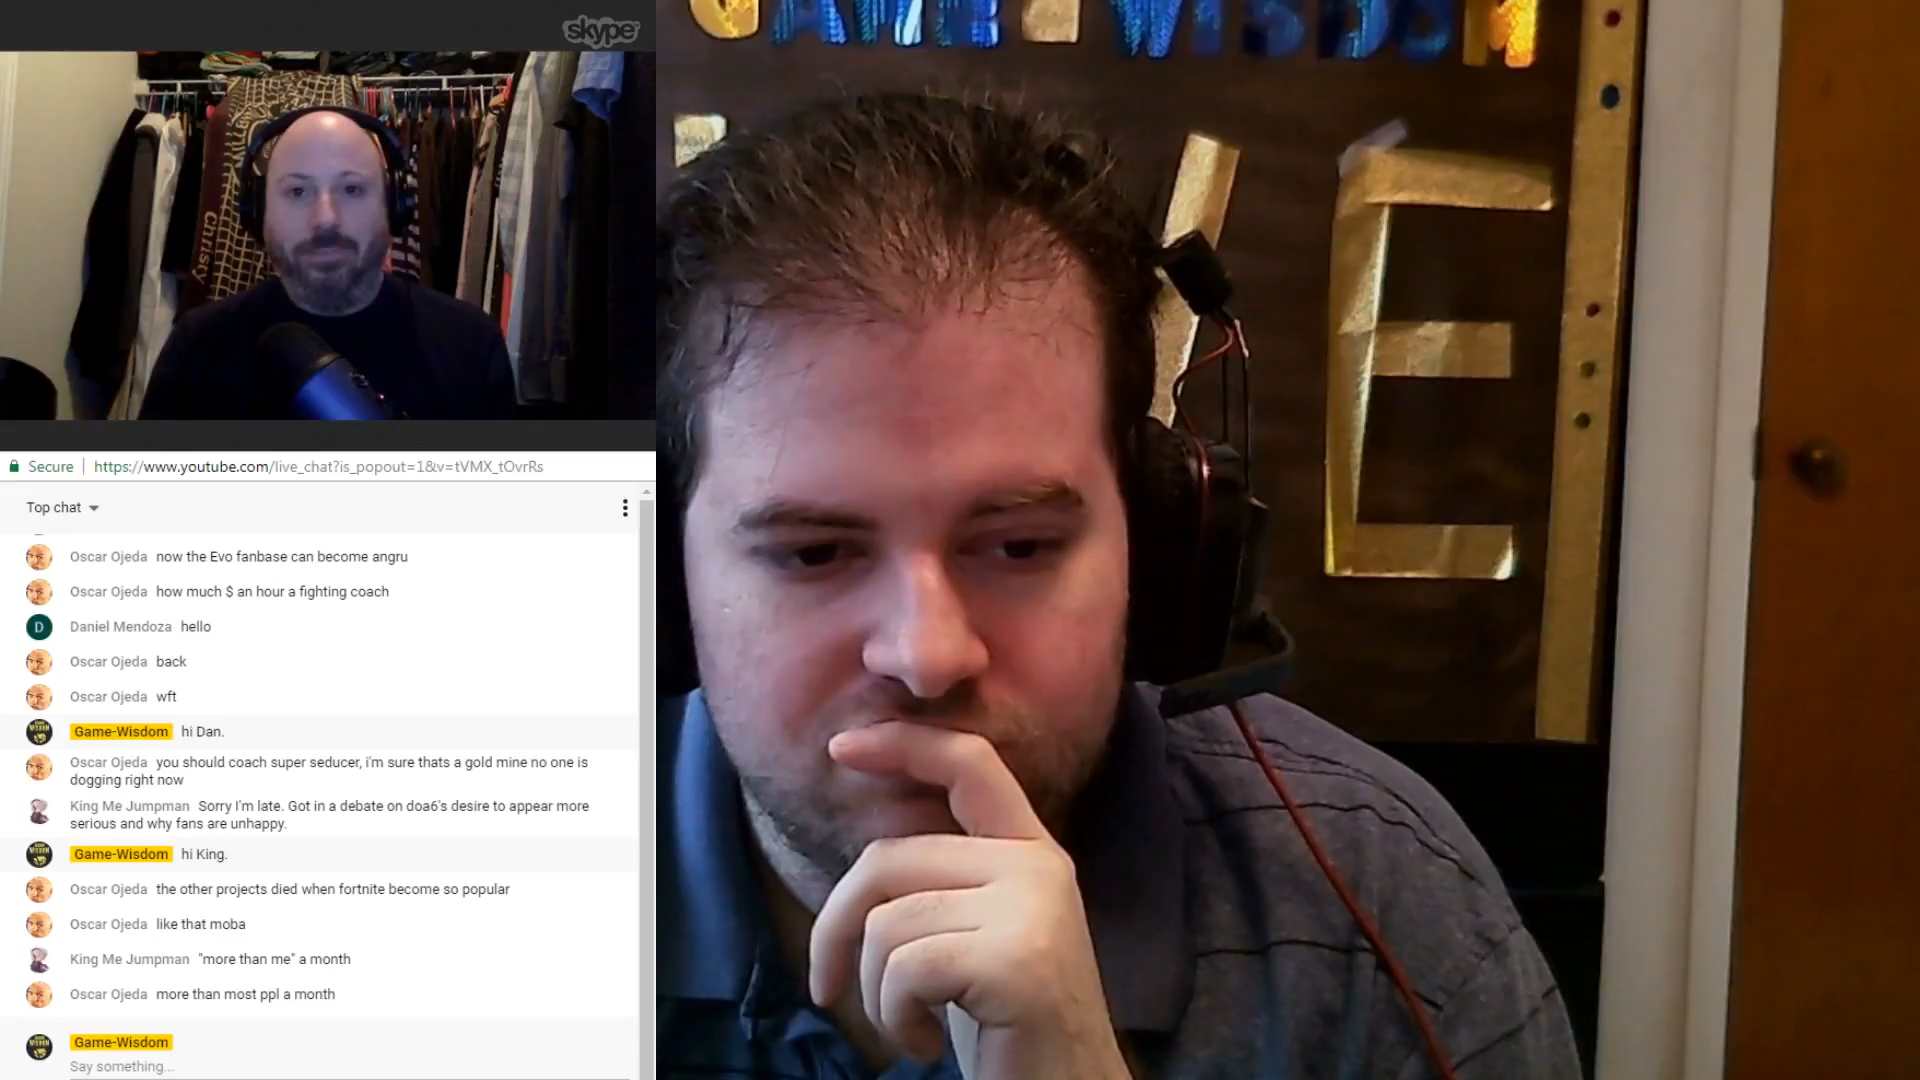 skype
GAME-WISDOM
IVE
Christy
Secure https://www.youtube.com/live_chat?is_popout=1&v=tVMX_tOvrRs
Top chat
Oscar Ojeda now the Evo fanbase can become angru
Oscar Ojeda how much $ an hour a fighting coach
D
Daniel Mendoza hello
Oscar Ojeda back
Oscar Ojeda wft
Game-Wisdom hi Dan.
Oscar Ojeda you should coach super seducer, i'm sure thats a gold mine no one is
dogging right now
King Me Jumpman Sorry I'm late. Got in a debate on doa6's desire to appear more
serious and why fans are unhappy.
Game-Wisdom hi King.
Oscar Ojeda the other projects died when fortnite become so popular
Oscar Ojeda like that moba
King Me Jumpman "more than me" a month
Oscar Ojeda more than most ppl a month
Game-Wisdom
Say something...